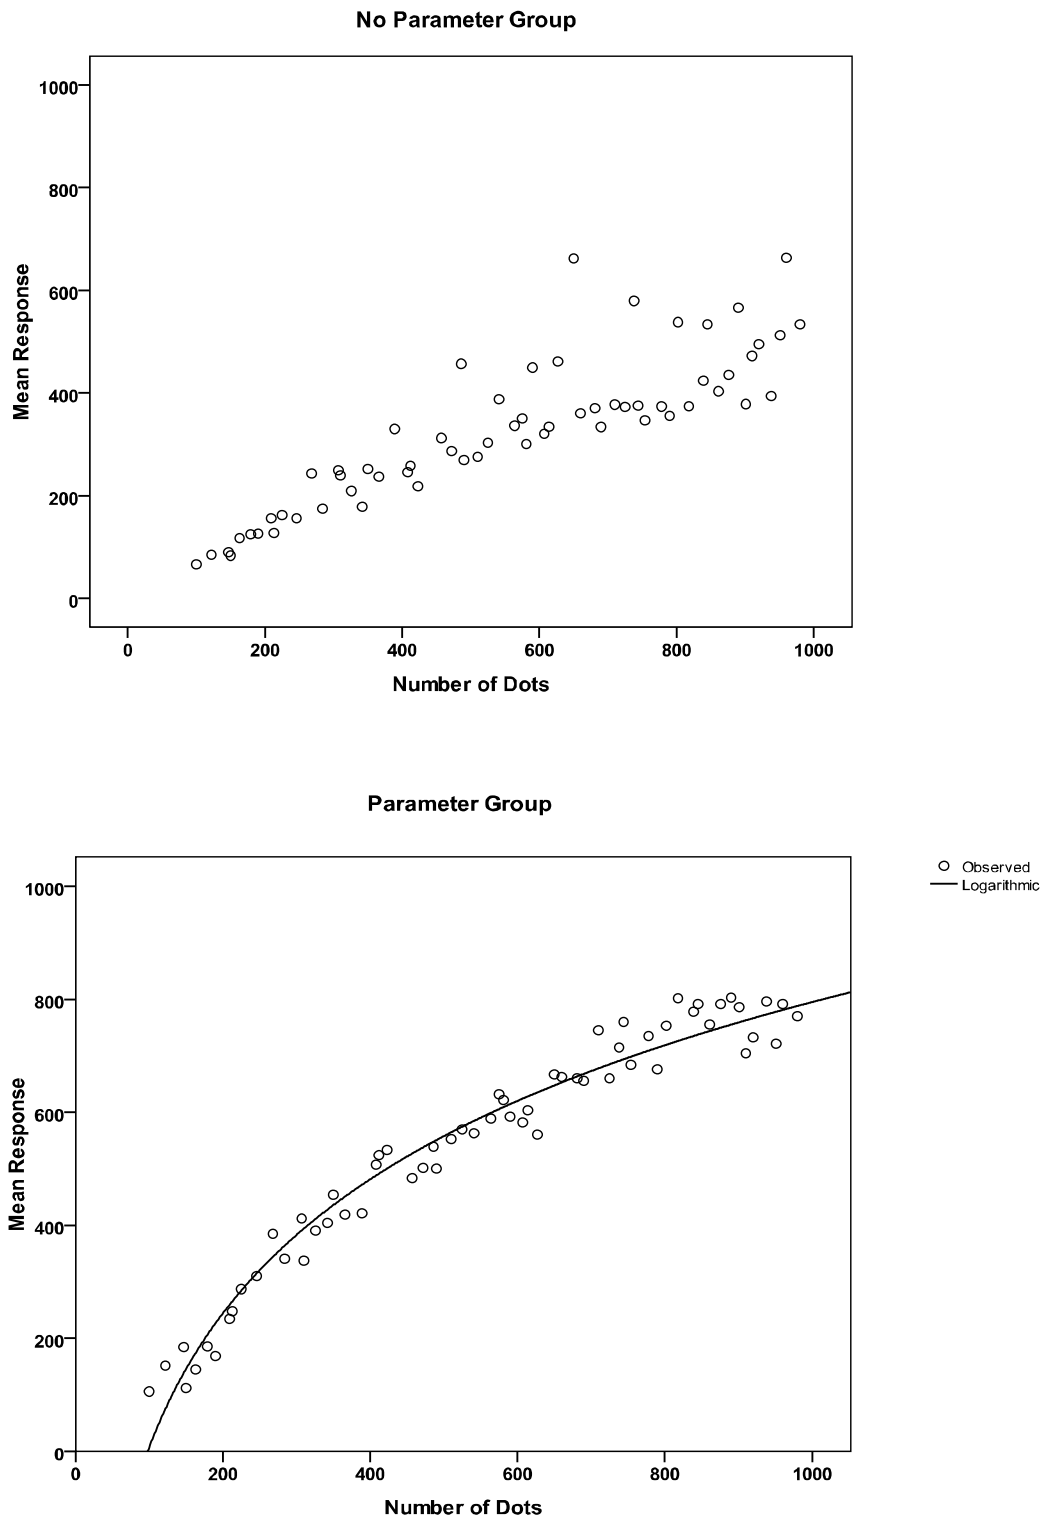 No Parameter Group
1000
800
600
400
200
0
Mean Response
0 200 400 600 800 1000
Number of Dots
Parameter Group
Observed
Logarithmic
1000
800
600
400
200
0
Mean Response
0 200 400 600 800 1000
Number of Dots